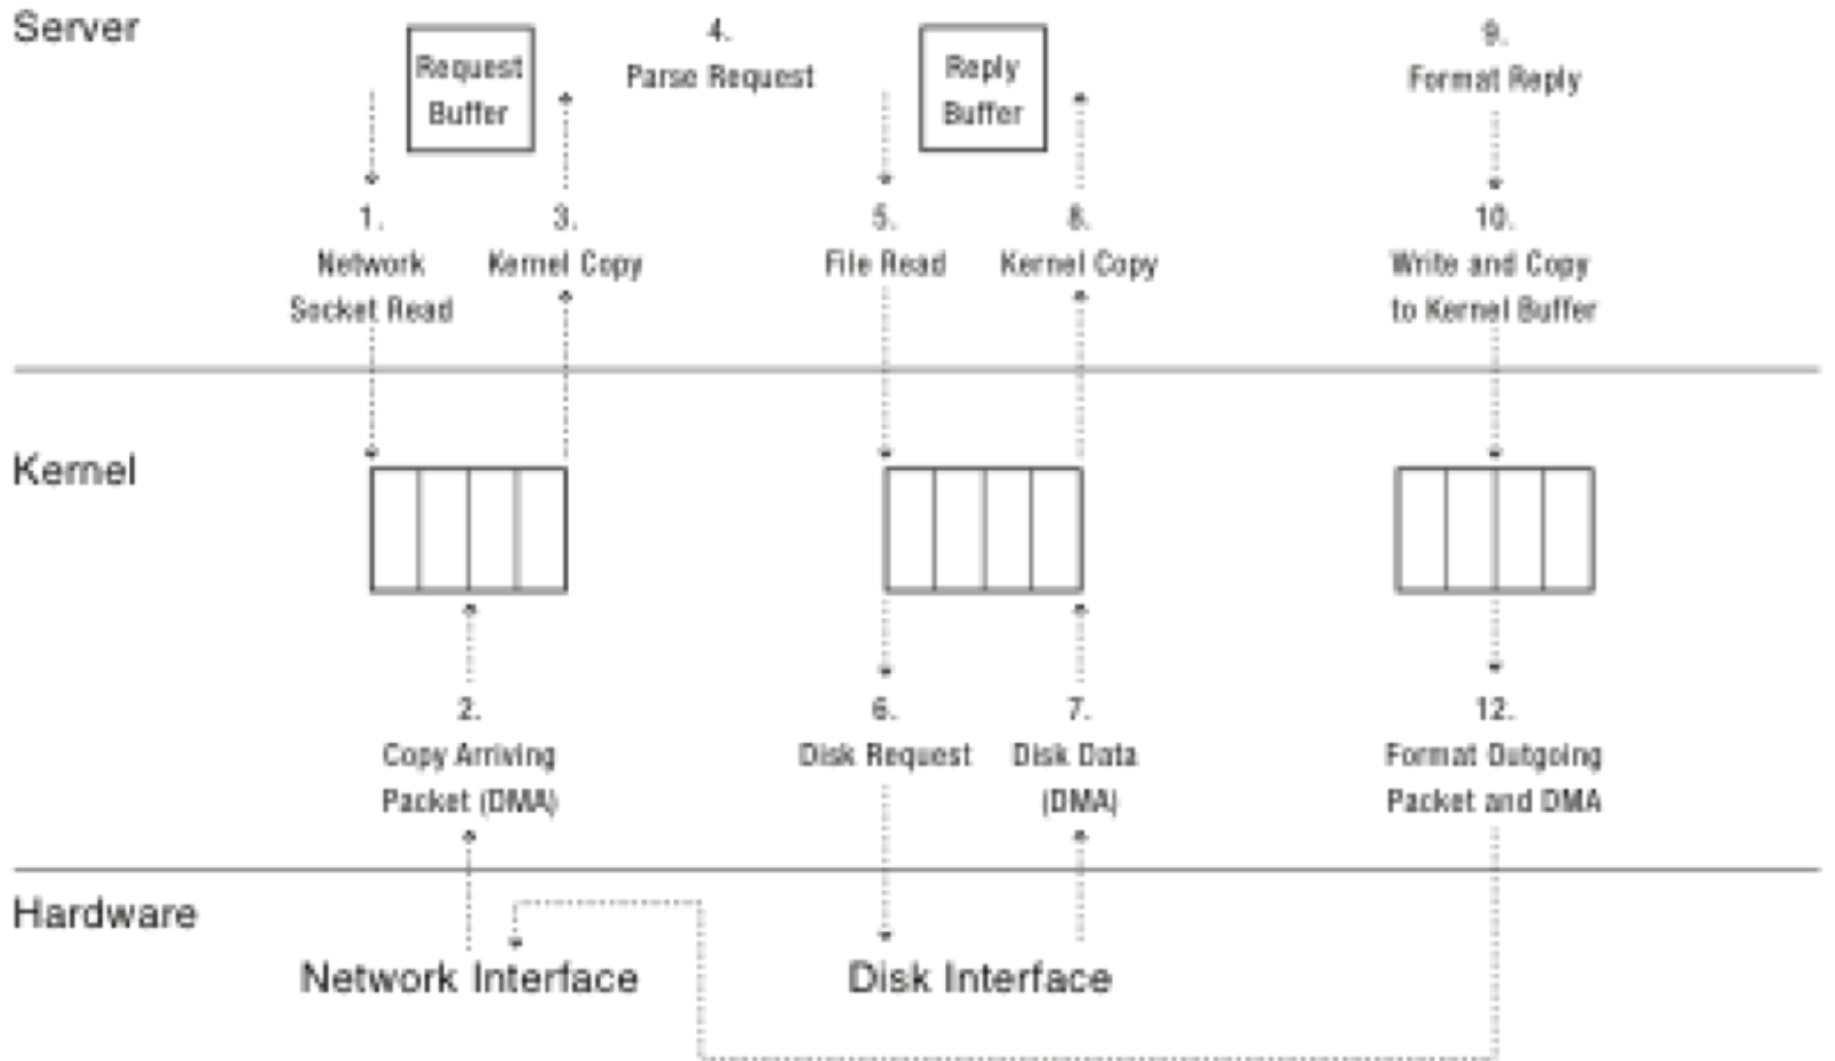 Server
Request
Buffer
4.
Parse Request
Reply
Buffer
9.
Format Reply
1.
Network
Socket Read
3.
Kernel Copy
5.
File Read
8.
Kernel Copy
10.
Write and Copy
to Kernel Buffer
Kernel
2.
Copy Arriving
Packet (DMA)
6.
Disk Request
7.
Disk Data
(DMA)
12.
Format Outgoing
Packet and DMA
Hardware
Network Interface
Disk Interface